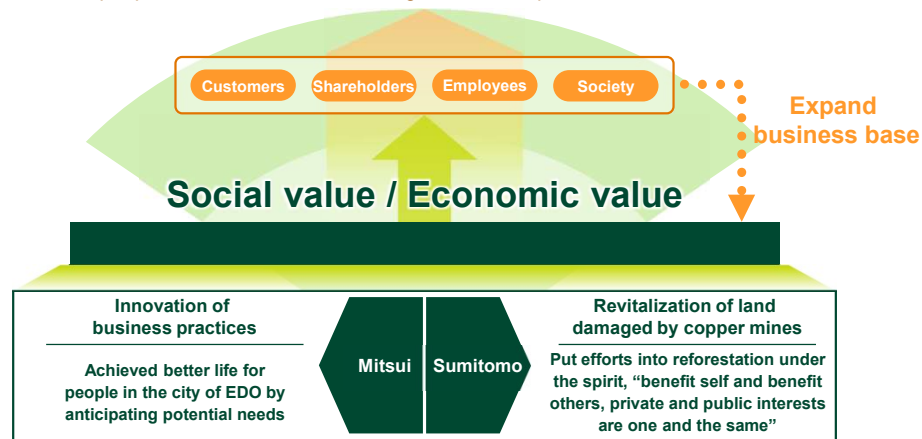 Customers
Shareholders
Employees
Society
Expand
business base
Social value / Economic value
Innovation of
business practices
Achieved better life for
people in the city of EDO by
anticipating potential needs
Mitsui
Sumitomo
Revitalization of land
damaged by copper mines
Put efforts into reforestation under
the spirit, “benefit self and benefit
others, private and public interests
are one and the same”